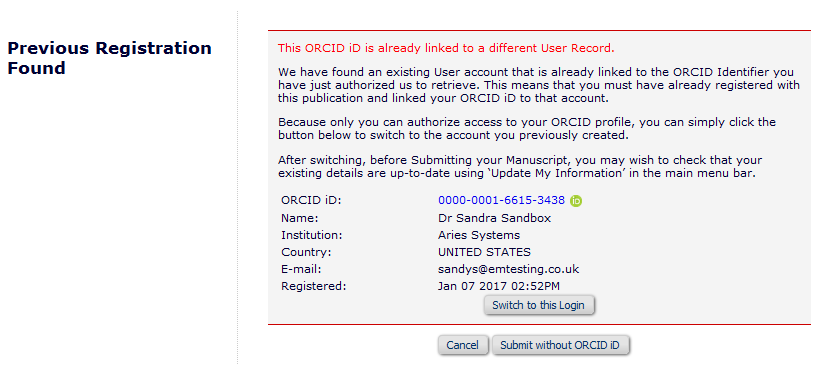 Previous Registration
Found
This ORCID iD is already linked to a different User Record.
We have found an existing User account that is already linked to the ORCID Identifier you
have just authorized us to retrieve. This means that you must have already registered with
this publication and linked your ORCID iD to that account.
Because only you can authorize access to your ORCID profile, you can simply click the
button below to switch to the account you previously created.
After switching, before Submitting your Manuscript, you may wish to check that your
existing details are up-to-date using ‘Update My Information’ in the main menu bar.
ORCID iD: 0000-0001-6615-3438 iD
Name: Dr Sandra Sandbox
Institution: Aries Systems
Country: UNITED STATES
E-mail: sandys@emtesting.co.uk
Registered: Jan 07 2017 02:52PM
Switch to this Login
Cancel Submit without ORCID iD